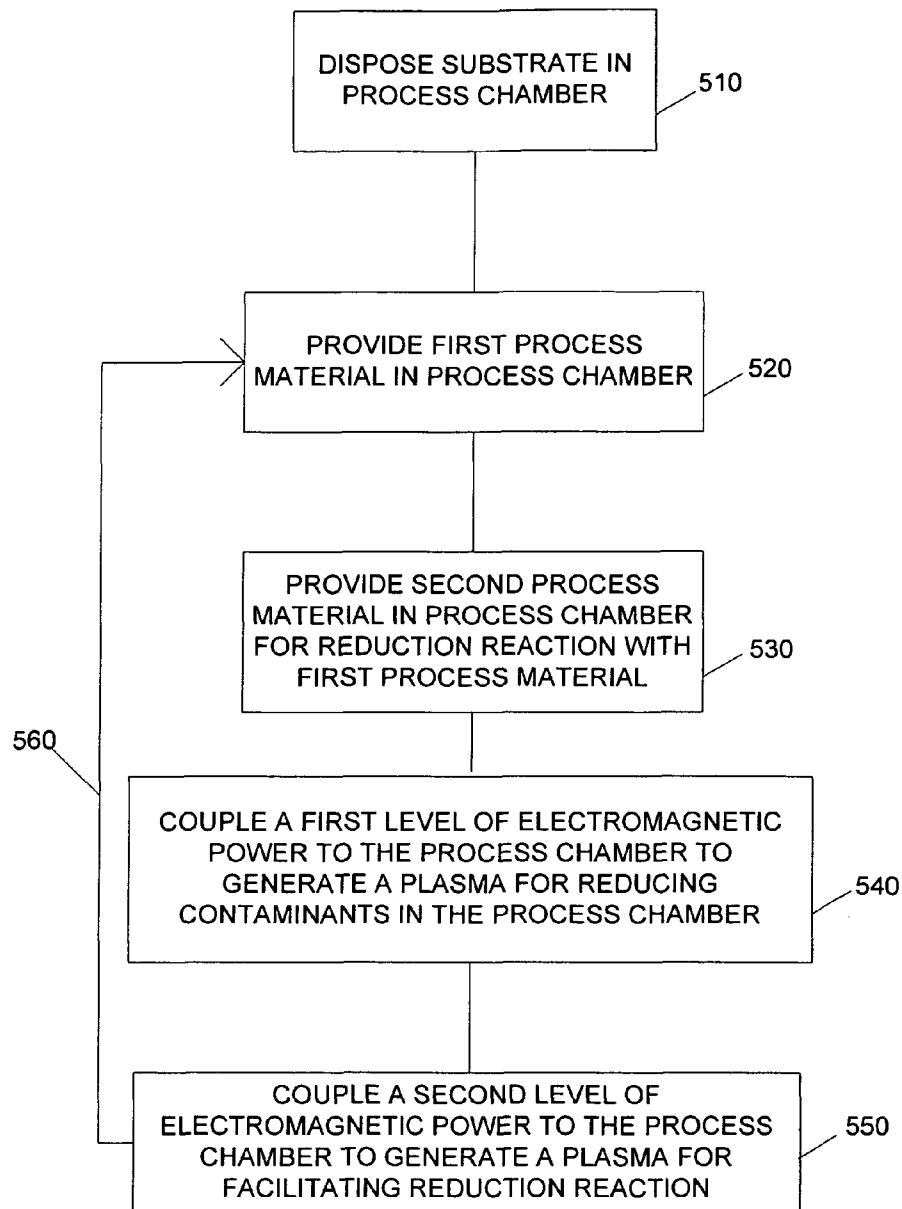 DISPOSE SUBSTRATE IN
PROCESS CHAMBER
510
PROVIDE FIRST PROCESS
MATERIAL IN PROCESS CHAMBER
520
PROVIDE SECOND PROCESS
MATERIAL IN PROCESS CHAMBER
FOR REDUCTION REACTION WITH
FIRST PROCESS MATERIAL
530
560
COUPLE A FIRST LEVEL OF ELECTROMAGNETIC
POWER TO THE PROCESS CHAMBER TO
GENERATE A PLASMA FOR REDUCING
CONTAMINANTS IN THE PROCESS CHAMBER
540
COUPLE A SECOND LEVEL OF
ELECTROMAGNETIC POWER TO THE PROCESS
CHAMBER TO GENERATE A PLASMA FOR
FACILITATING REDUCTION REACTION
550